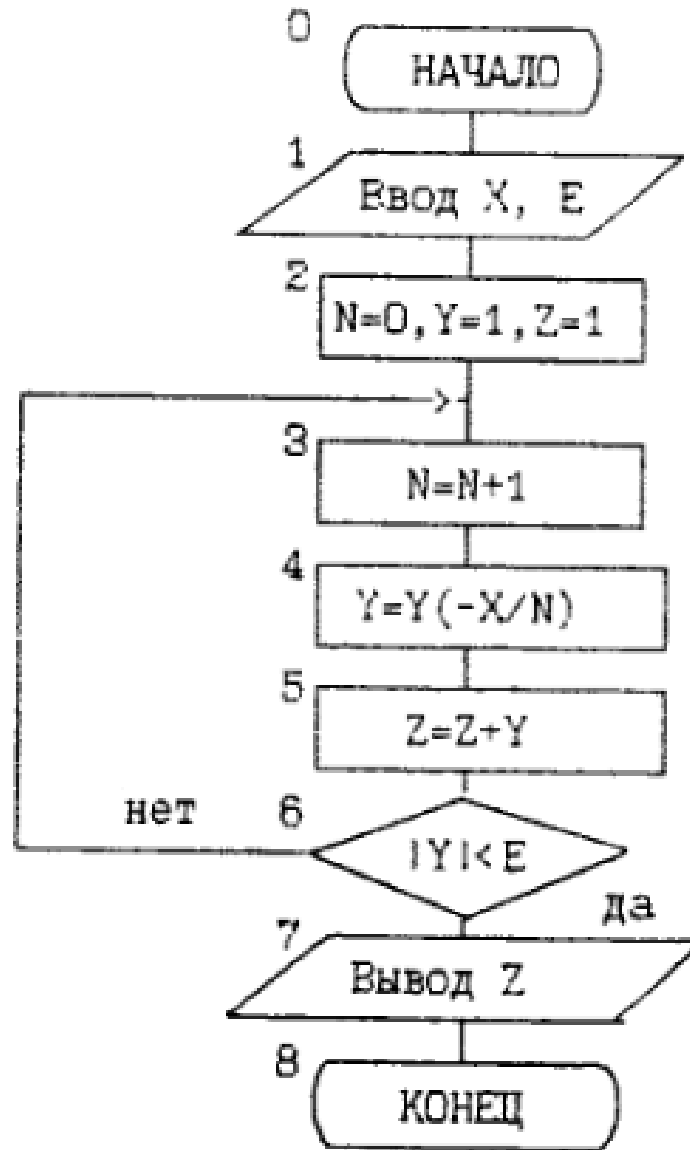 0
НАЧАЛО
1
Ввод X, E
2
N=0,Y=1,Z=1
3
N=N+1
4
Y=Y(-X/N)
5
Z=Z+Y
нет
6
|Y|<E
да
7
Вывод Z
8
КОНЕЦ